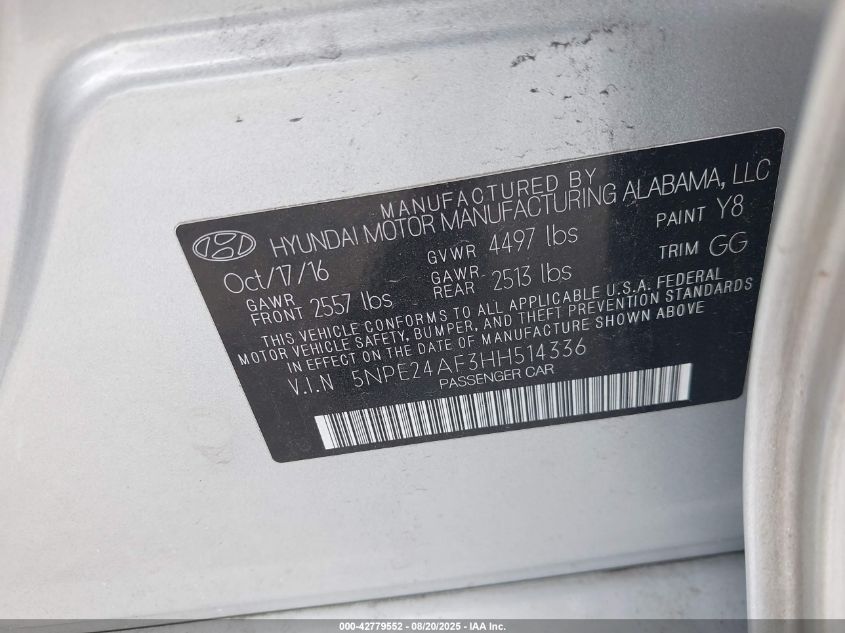 MANUFACTURED BY
HYUNDAI MOTOR MANUFACTURING ALABAMA, LLC
Oct/17/16 GVWR 4497 lbs PAINT Y8
GAWR FRONT 2557 lbs GAWR REAR 2513 lbs TRIM GG
THIS VEHICLE CONFORMS TO ALL APPLICABLE U.S.A. FEDERAL
MOTOR VEHICLE SAFETY, BUMPER, AND THEFT PREVENTION STANDARDS
IN EFFECT ON THE DATE OF MANUFACTURE SHOWN ABOVE
V.I.N 5NPE24AF3HH514336
PASSENGER CAR
000-42779552 - 08/20/2025 - IAA Inc.